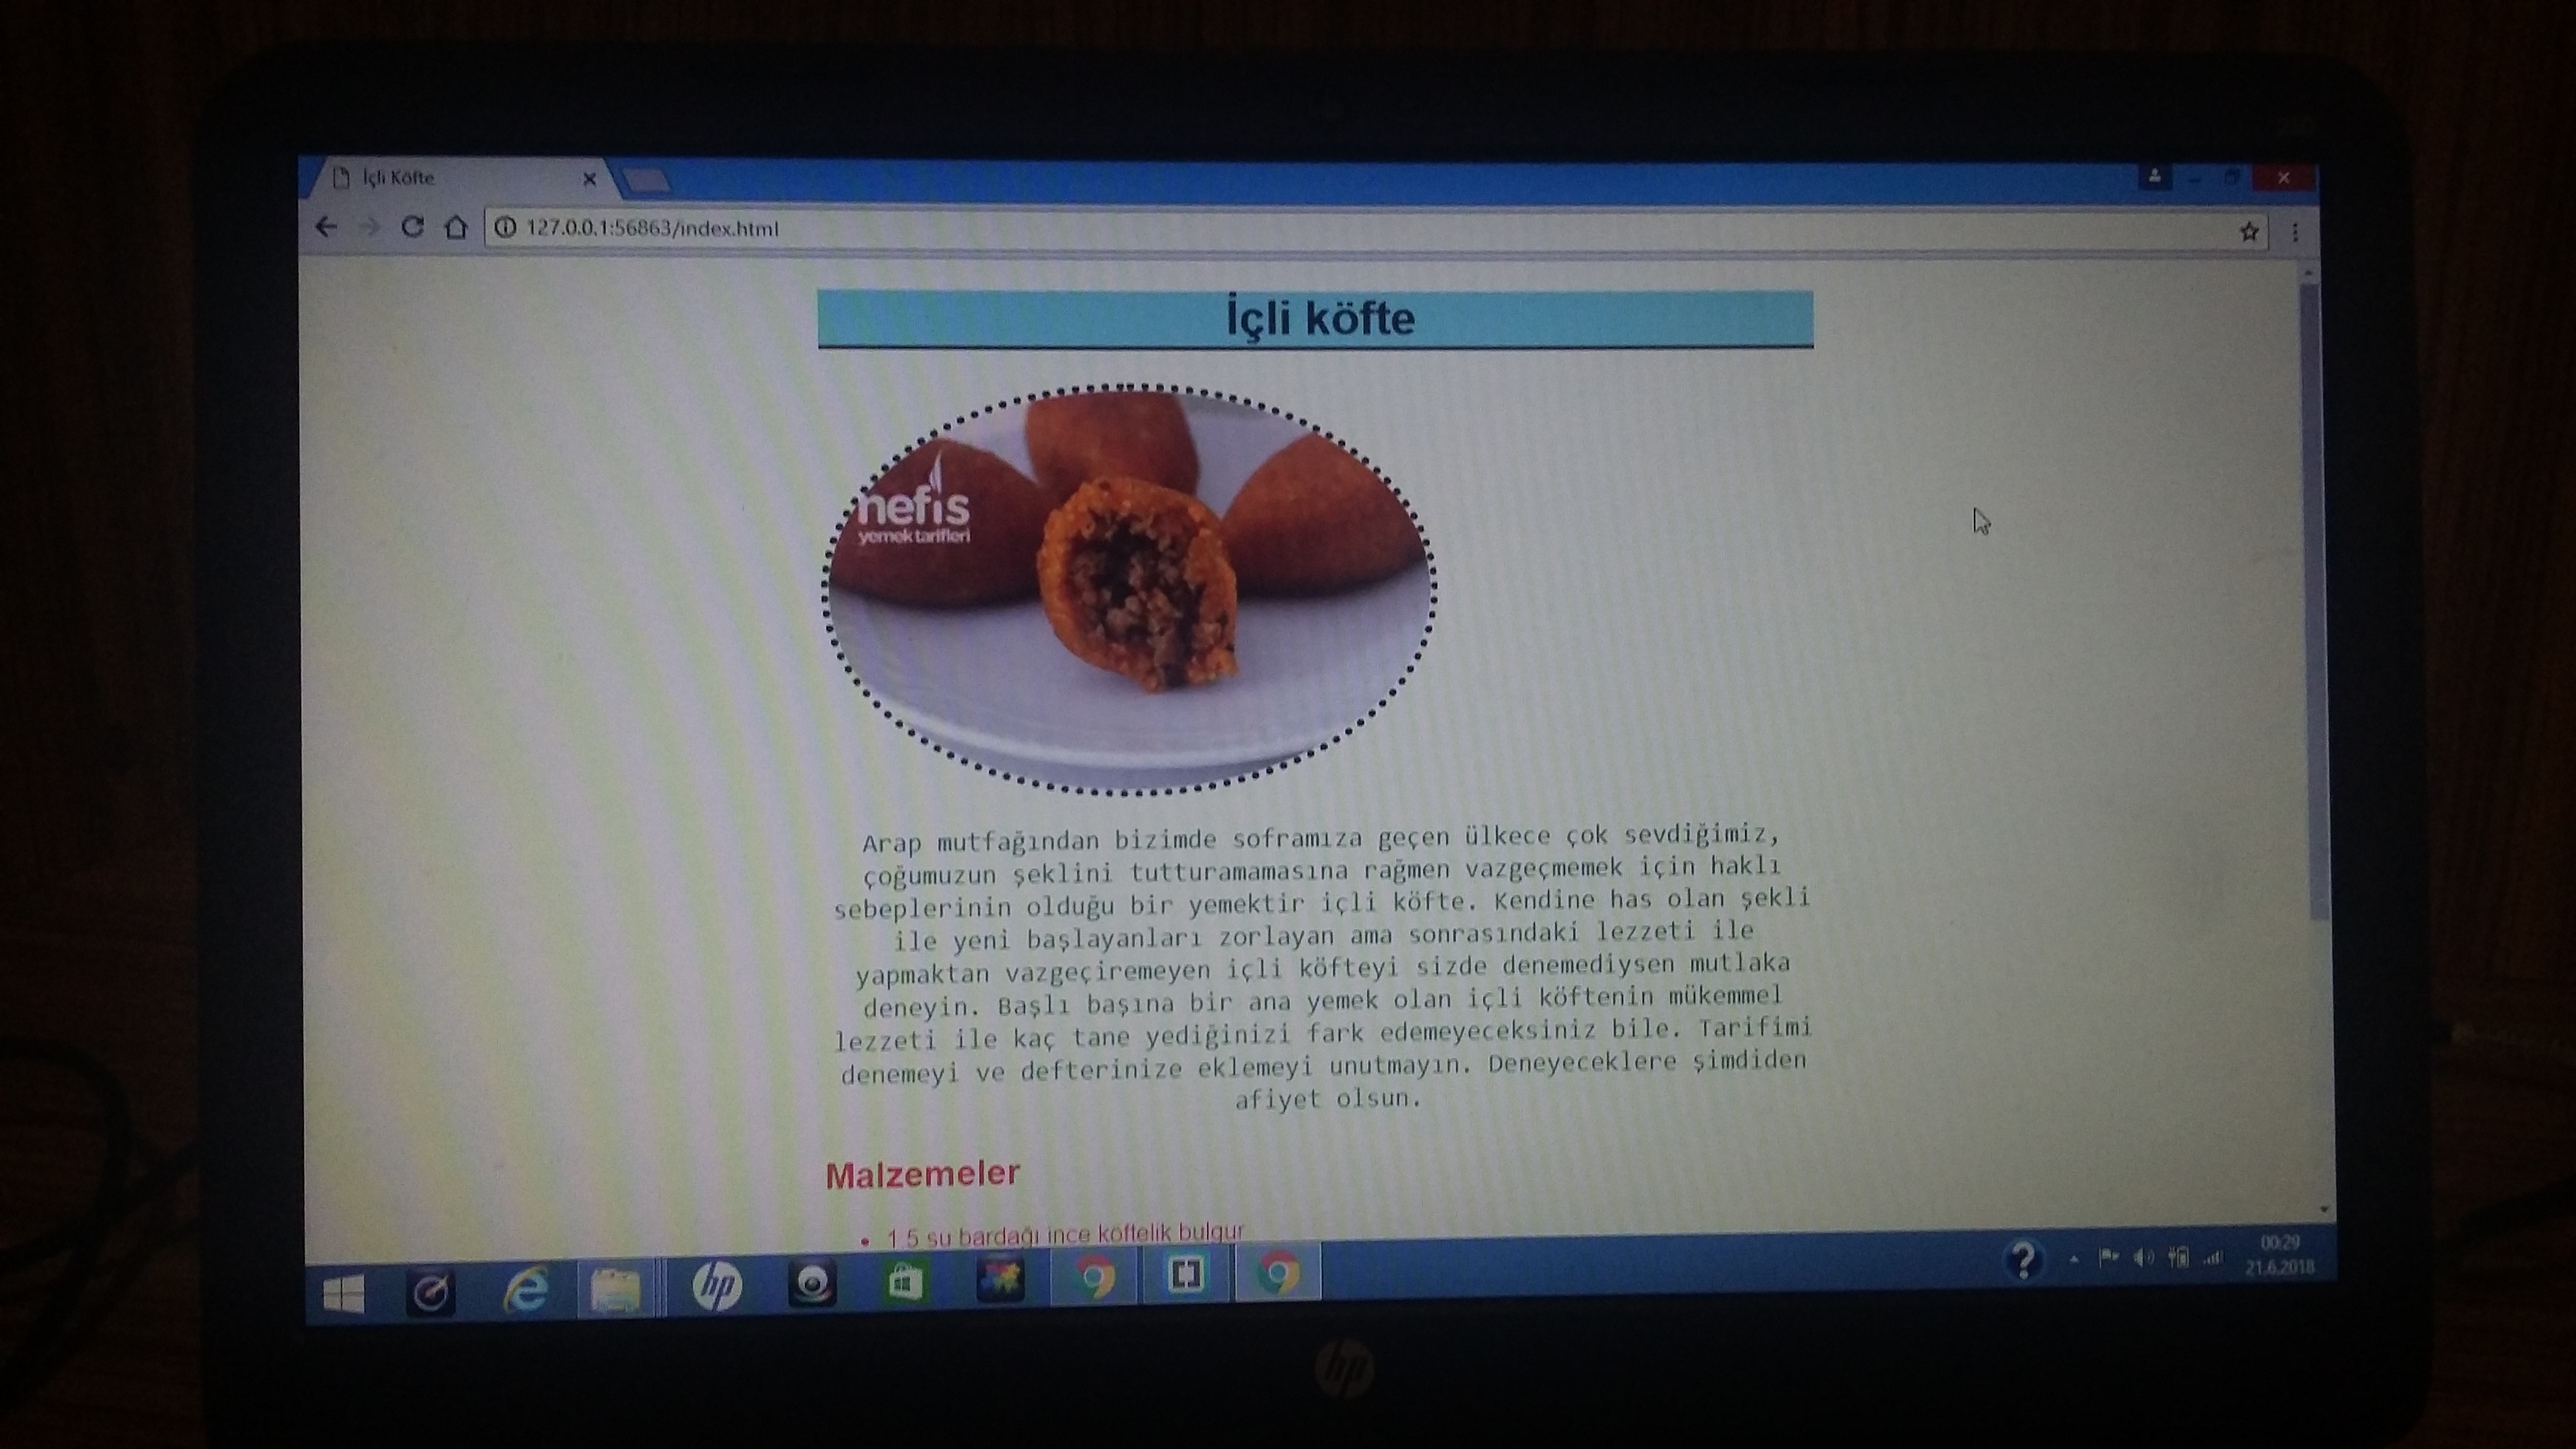 İçli Köfte
127.0.0.1:56863/index.html
İçli köfte
nefis
yemek tarifleri
Arap mutfağından bizimde soframıza geçen ülkece çok sevdiğimiz,
çoğumuzun şeklini tutturamamasına rağmen vazgeçmemek için haklı
sebeplerinin olduğu bir yemektir içli köfte. Kendine has olan şekli
ile yeni başlayanları zorlayan ama sonrasındaki lezzeti ile
yapmaktan vazgeçiremeyen içli köfteyi sizde denemediysen mutlaka
deneyin. Başlı başına bir ana yemek olan içli köftenin mükemmel
lezzeti ile kaç tane yediğinizi fark edemeyeceksiniz bile. Tarifimi
denemeyi ve defterinize eklemeyi unutmayın. Deneyeceklere şimdiden
afiyet olsun.
Malzemeler
• 1 5 su bardağı ince köftelik bulgur
hp
?
00:29
21.6.2018
hp